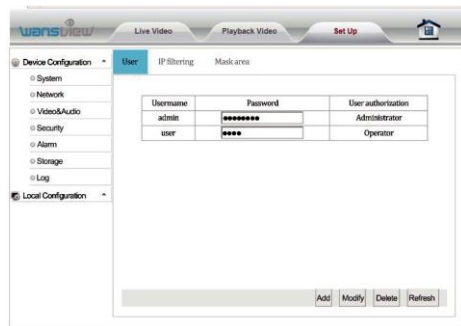 wansview
Live Video
Playback Video
Set Up
Device Configuration
System
Network
Video&Audio
Security
Alarm
Storage
Log
Local Configuration
User IP filtering Mask area
Username Password User authorization
admin ●●●●●●●● Administrator
user ●●●● Operator
Add Modify Delete Refresh